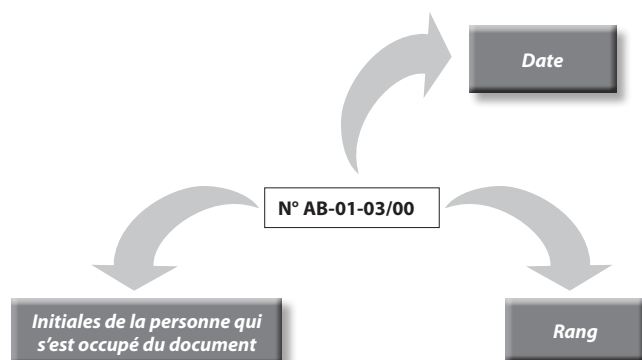 Date
N° AB-01-03/00
Initiales de la personne qui
s'est occupé du document
Rang